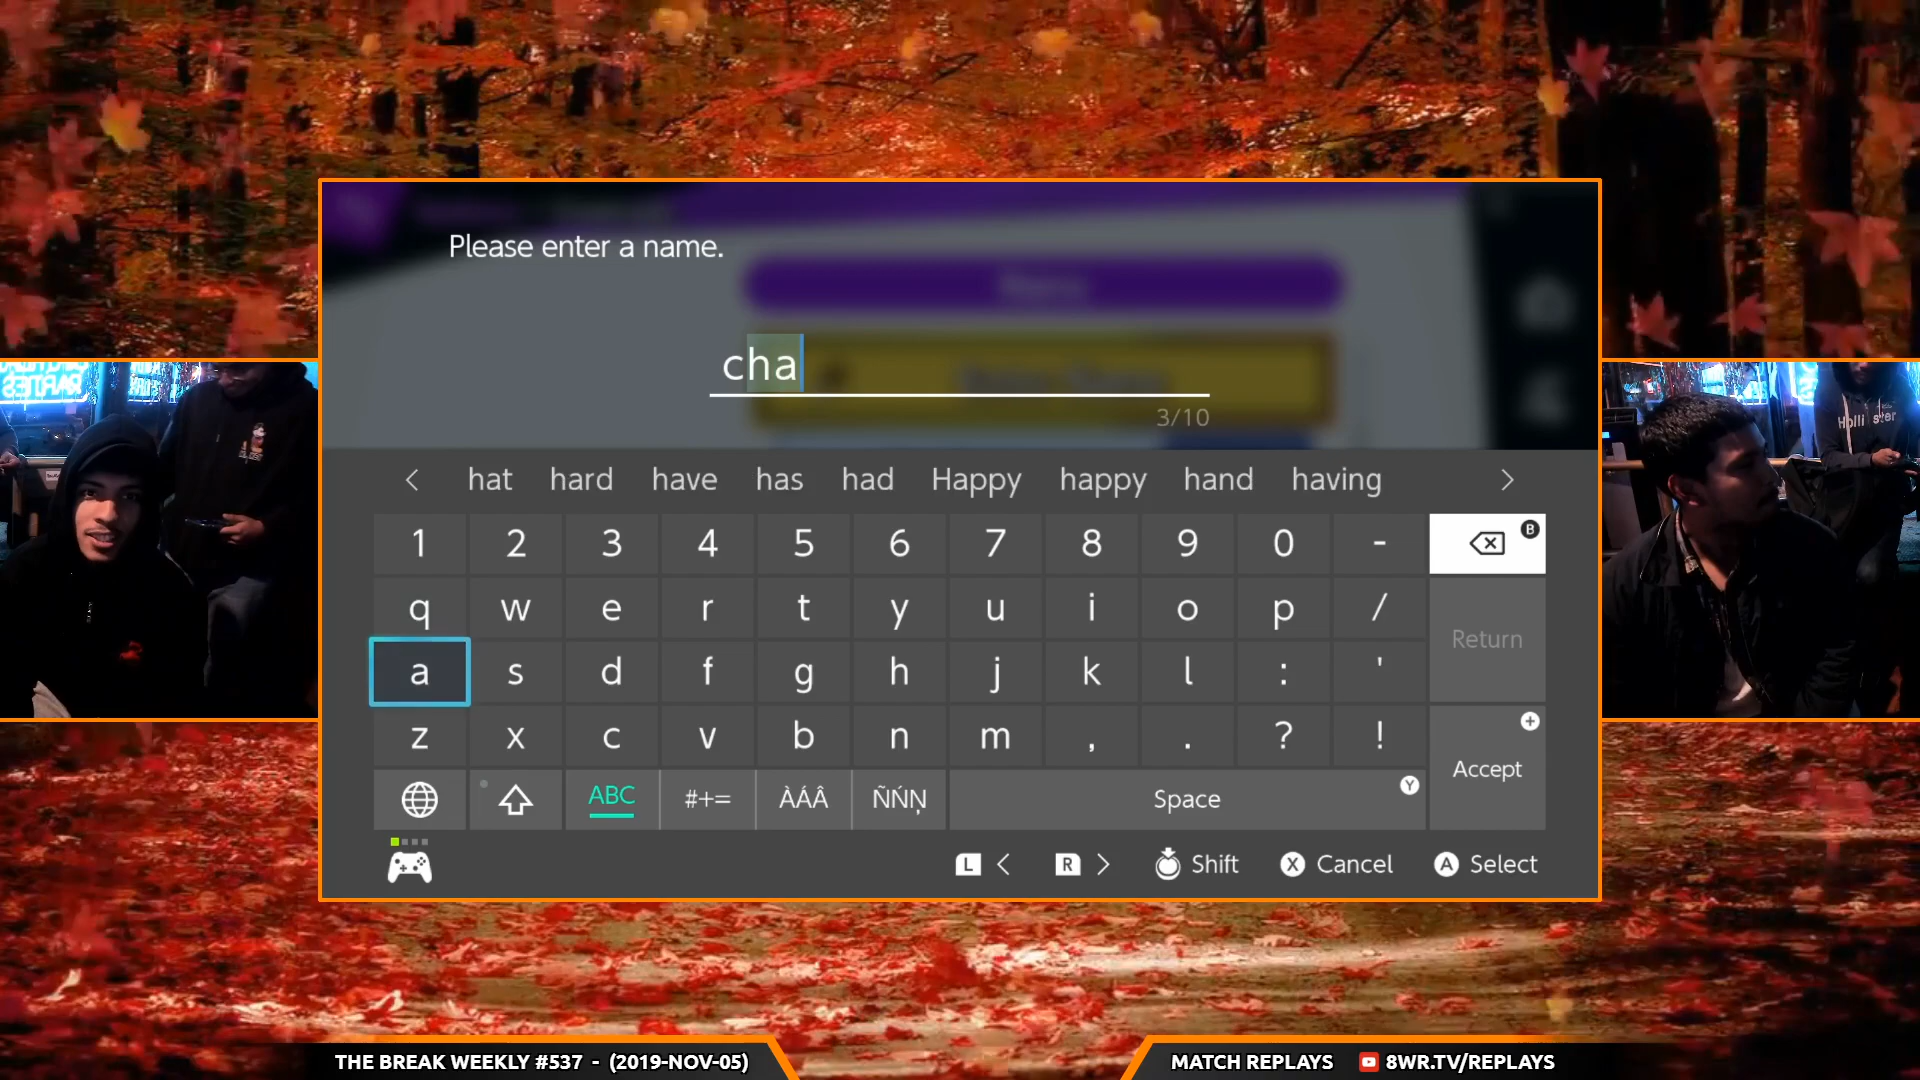 Please enter a name.
cha
3/10
< hat hard have has had Happy happy hand having >
1 2 3 4 5 6 7 8 9 0 - B
q w e r t y u i o p /
Return
a s d f g h j k l : '
z x c v b n m , . ? ! +
Accept
ABC #+= ÀÁÂ ÑŃŅ Space Y
L < R > Shift X Cancel A Select
PARTIES
Hollister
THE BREAK WEEKLY #537 - (2019-NOV-05)
MATCH REPLAYS 8WR.TV/REPLAYS